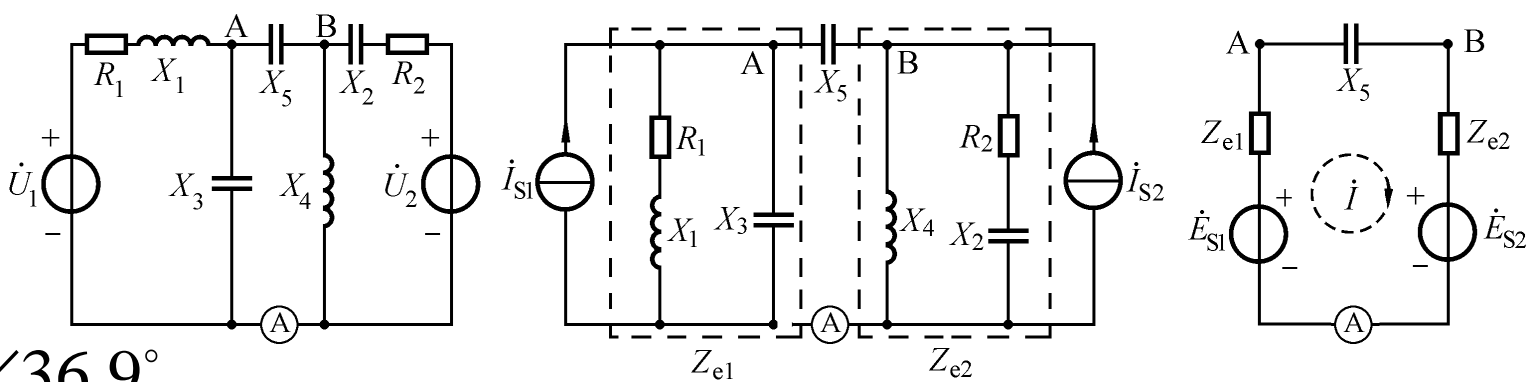 A B
R1 X1 X5 X2 R2
+ U̇1 − X3 X4 + U̇2 −
A
İS1 R1 X1 A X3 X5 B X4 R2 X2 İS2
A
Ze1 Ze2
A X5 B
Ze1 Ze2
+ ĖS1 − İ + ĖS2 −
A
∠36.9°